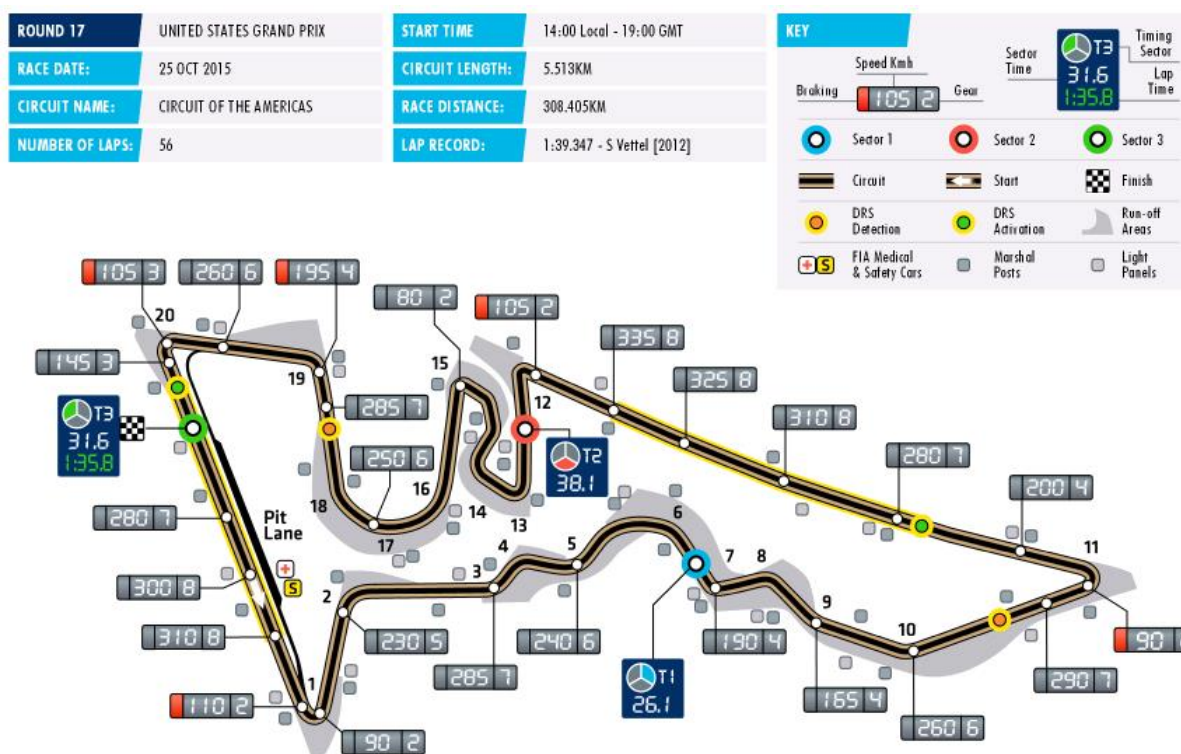 ROUND 17 UNITED STATES GRAND PRIX
RACE DATE: 25 OCT 2015
CIRCUIT NAME: CIRCUIT OF THE AMERICAS
NUMBER OF LAPS: 56
START TIME 14:00 Local - 19:00 GMT
CIRCUIT LENGTH: 5.513KM
RACE DISTANCE: 308.405KM
LAP RECORD: 1:39.347 - S Vettel [2012]
KEY
Speed Kmh
Braking 105 2 Gear
Sector Time
T3
31.6
1:35.8
Timing Sector
Lap Time
Sector 1 Sector 2 Sector 3
Circuit Start Finish
DRS Detection
DRS Activation
Run-off Areas
S FIA Medical & Safety Cars
Marshal Posts
Light Panels
105 3
260 6
195 4
80 2
105 2
335 8
325 8
310 8
280 7
200 4
20
145 3
19
285 7
15
12
T3
31.6
1:35.8
250 6
T2
38.1
280 7
Pit Lane
18
17
16
14
13
300 8
S
310 8
110 2
1
90 2
2
230 5
3
4
285 7
5
240 6
6
T1
26.1
7
190 4
8
9
165 4
10
260 6
290 7
11
90